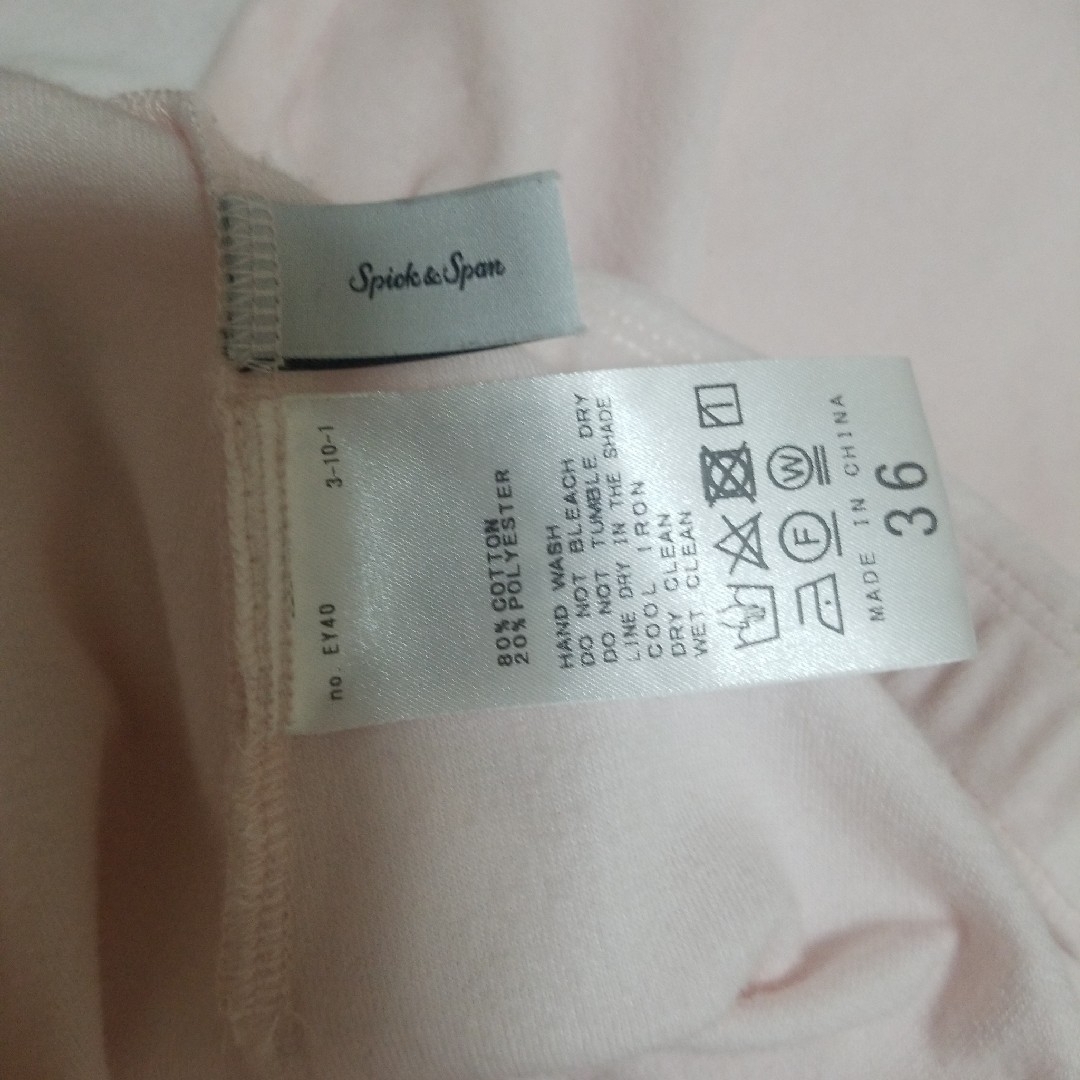 Spick & Span
no. EY40 3-10-1
80% COTTON
20% POLYESTER
HAND WASH
DO NOT BLEACH
DO NOT TUMBLE DRY
LINE DRY IN THE SHADE
COOL IRON
DRY CLEAN
WET CLEAN
F W
MADE IN CHINA
36